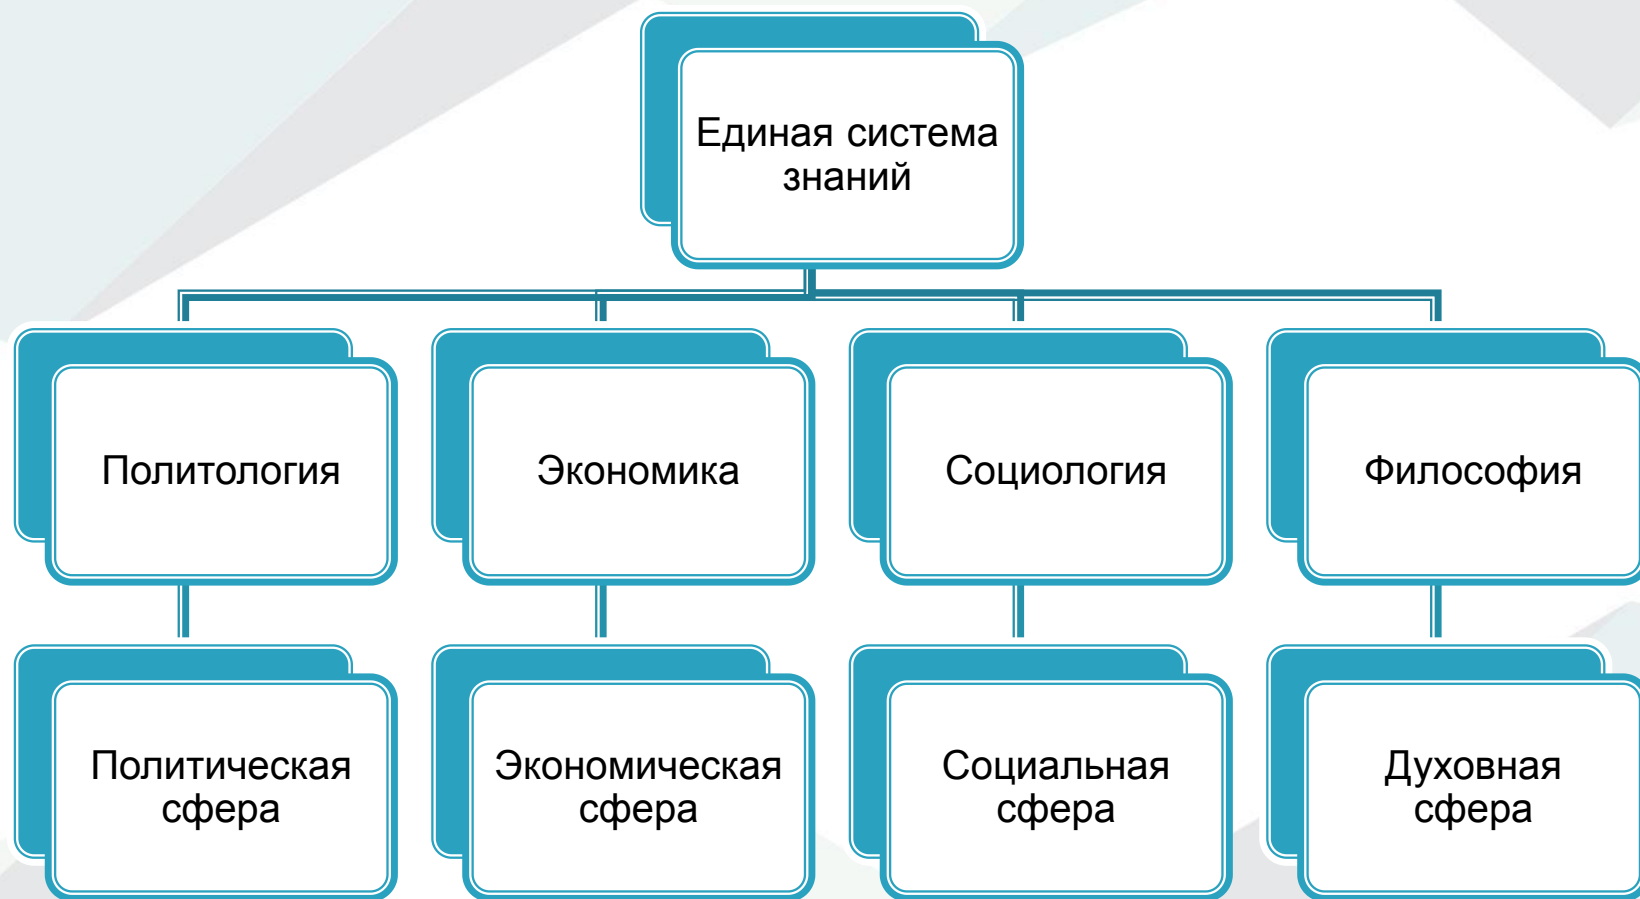 Единая система
знаний
Политология
Экономика
Социология
Философия
Политическая
сфера
Экономическая
сфера
Социальная
сфера
Духовная
сфера